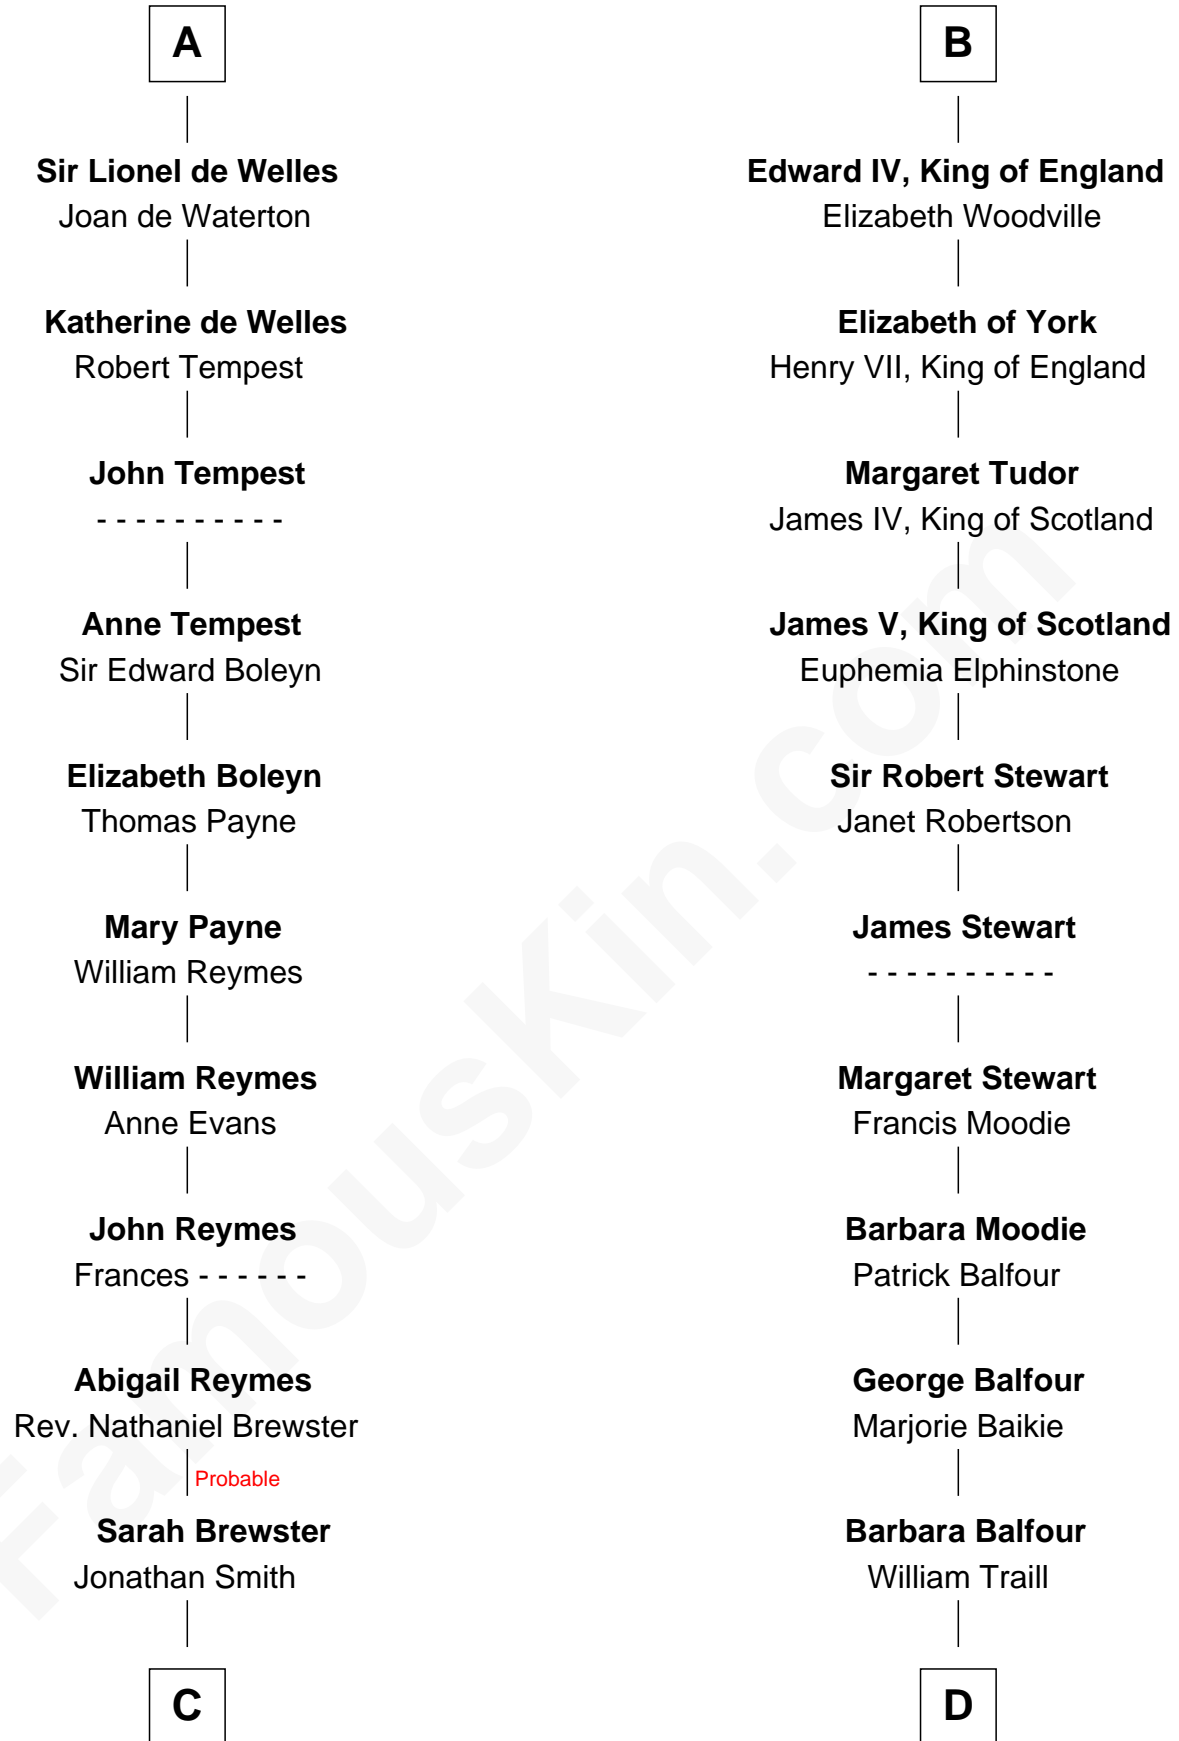 A
Sir Lionel de Welles
Joan de Waterton
Katherine de Welles
Robert Tempest
John Tempest
- - - - - - - - - -
Anne Tempest
Sir Edward Boleyn
Elizabeth Boleyn
Thomas Payne
Mary Payne
William Reymes
William Reymes
Anne Evans
John Reymes
Frances - - - - - -
Abigail Reymes
Rev. Nathaniel Brewster
Probable
Sarah Brewster
Jonathan Smith
C
B
Edward IV, King of England
Elizabeth Woodville
Elizabeth of York
Henry VII, King of England
Margaret Tudor
James IV, King of Scotland
James V, King of Scotland
Euphemia Elphinstone
Sir Robert Stewart
Janet Robertson
James Stewart
- - - - - - - - - -
Margaret Stewart
Francis Moodie
Barbara Moodie
Patrick Balfour
George Balfour
Marjorie Baikie
Barbara Balfour
William Traill
D
FamousKin.com